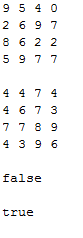 9 5 4 0
2 6 9 7
8 6 2 2
5 9 7 7
4 4 7 4
4 6 7 3
7 7 8 9
4 3 9 6
false
true